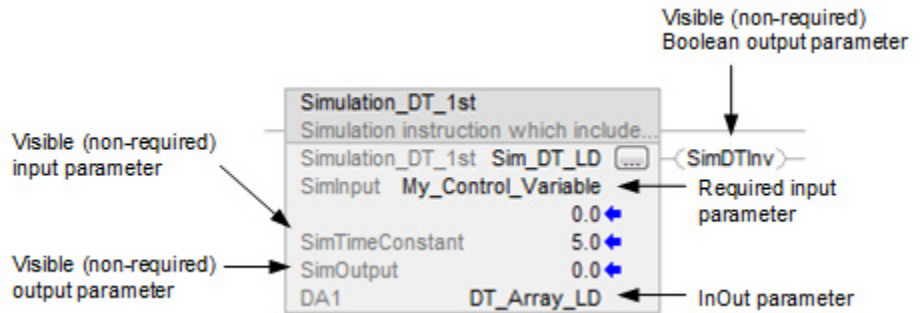 Visible (non-required)
Boolean output parameter
Simulation_DT_1st
Simulation instruction which include...
Simulation_DT_1st Sim_DT_LD ...
SimDTInv
Visible (non-required)
input parameter
SimInput My_Control_Variable
Required input
parameter
0.0
SimTimeConstant 5.0
Visible (non-required)
output parameter
SimOutput 0.0
DA1 DT_Array_LD
InOut parameter